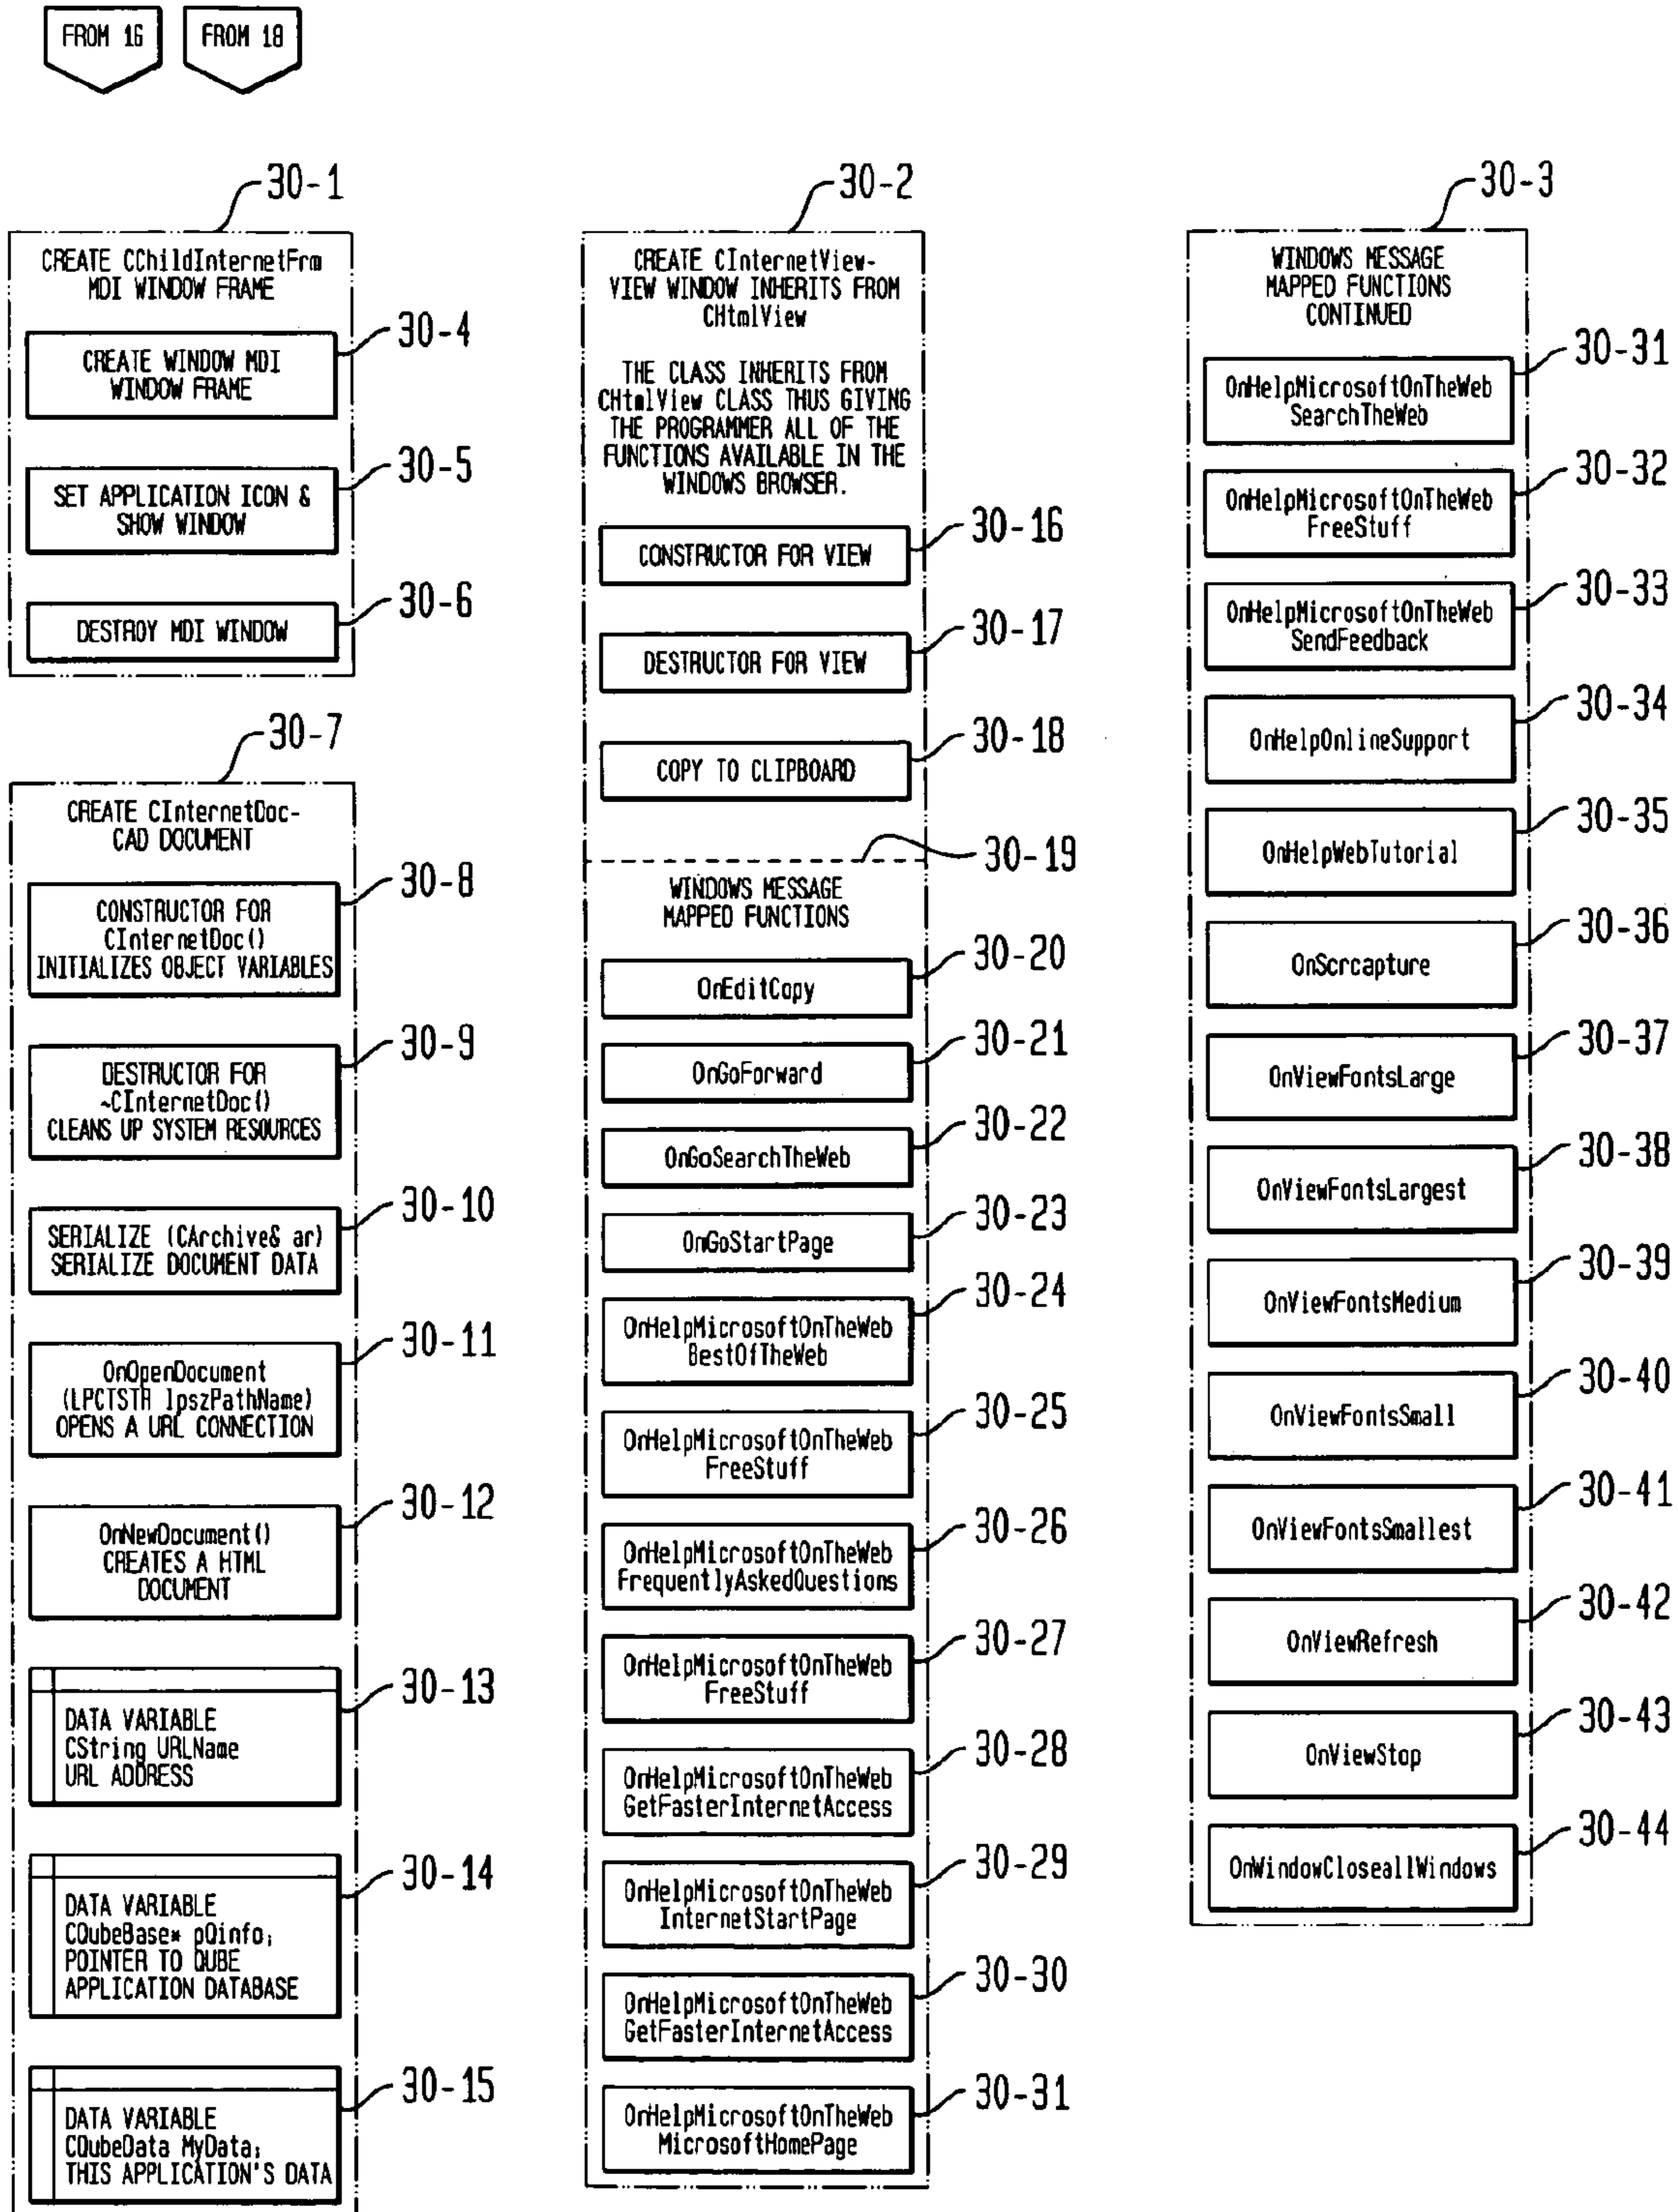 FROM 16
FROM 18
30-1
CREATE CChildInternetFrm
MDI WINDOW FRAME
30-4
CREATE WINDOW MDI
WINDOW FRAME
30-5
SET APPLICATION ICON &
SHOW WINDOW
30-6
DESTROY MDI WINDOW
30-7
CREATE CInternetDoc-
CAD DOCUMENT
30-8
CONSTRUCTOR FOR
CInternetDoc()
INITIALIZES OBJECT VARIABLES
30-9
DESTRUCTOR FOR
~CInternetDoc()
CLEANS UP SYSTEM RESOURCES
30-10
SERIALIZE (CArchive& ar)
SERIALIZE DOCUMENT DATA
30-11
OnOpenDocument
(LPCTSTR lpszPathName)
OPENS A URL CONNECTION
30-12
OnNewDocument()
CREATES A HTML
DOCUMENT
30-13
DATA VARIABLE
CString URLName
URL ADDRESS
30-14
DATA VARIABLE
CQubeBase* pQinfo;
POINTER TO QUBE
APPLICATION DATABASE
30-15
DATA VARIABLE
CQubeData MyData;
THIS APPLICATION'S DATA
30-2
CREATE CInternetView-
VIEW WINDOW INHERITS FROM
CHtmlView
THE CLASS INHERITS FROM
CHtmlView CLASS THUS GIVING
THE PROGRAMMER ALL OF THE
FUNCTIONS AVAILABLE IN THE
WINDOWS BROWSER.
30-16
CONSTRUCTOR FOR VIEW
30-17
DESTRUCTOR FOR VIEW
30-18
COPY TO CLIPBOARD
30-19
WINDOWS MESSAGE
MAPPED FUNCTIONS
30-20
OnEditCopy
30-21
OnGoForward
30-22
OnGoSearchTheWeb
30-23
OnGoStartPage
30-24
OnHelpMicrosoftOnTheWeb
BestOfTheWeb
30-25
OnHelpMicrosoftOnTheWeb
FreeStuff
30-26
OnHelpMicrosoftOnTheWeb
FrequentlyAskedQuestions
30-27
OnHelpMicrosoftOnTheWeb
FreeStuff
30-28
OnHelpMicrosoftOnTheWeb
GetFasterInternetAccess
30-29
OnHelpMicrosoftOnTheWeb
InternetStartPage
30-30
OnHelpMicrosoftOnTheWeb
GetFasterInternetAccess
30-31
OnHelpMicrosoftOnTheWeb
MicrosoftHomePage
30-3
WINDOWS MESSAGE
MAPPED FUNCTIONS
CONTINUED
30-31
OnHelpMicrosoftOnTheWeb
SearchTheWeb
30-32
OnHelpMicrosoftOnTheWeb
FreeStuff
30-33
OnHelpMicrosoftOnTheWeb
SendFeedback
30-34
OnHelpOnlineSupport
30-35
OnHelpWebTutorial
30-36
OnScrcapture
30-37
OnViewFontsLarge
30-38
OnViewFontsLargest
30-39
OnViewFontsMedium
30-40
OnViewFontsSmall
30-41
OnViewFontsSmallest
30-42
OnViewRefresh
30-43
OnViewStop
30-44
OnWindowCloseallWindows